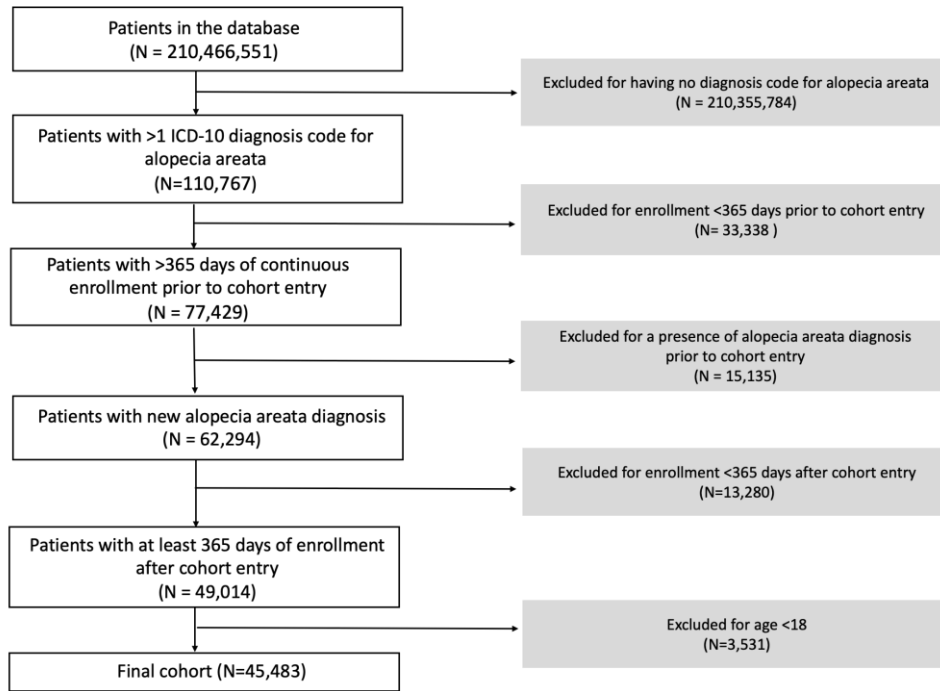 Patients in the database
(N = 210,466,551)
Excluded for having no diagnosis code for alopecia areata
(N = 210,355,784)
Patients with >1 ICD-10 diagnosis code for
alopecia areata
(N=110,767)
Excluded for enrollment <365 days prior to cohort entry
(N= 33,338 )
Patients with >365 days of continuous
enrollment prior to cohort entry
(N = 77,429)
Excluded for a presence of alopecia areata diagnosis
prior to cohort entry
(N = 15,135)
Patients with new alopecia areata diagnosis
(N = 62,294)
Excluded for enrollment <365 days after cohort entry
(N=13,280)
Patients with at least 365 days of enrollment
after cohort entry
(N = 49,014)
Excluded for age <18
(N=3,531)
Final cohort (N=45,483)